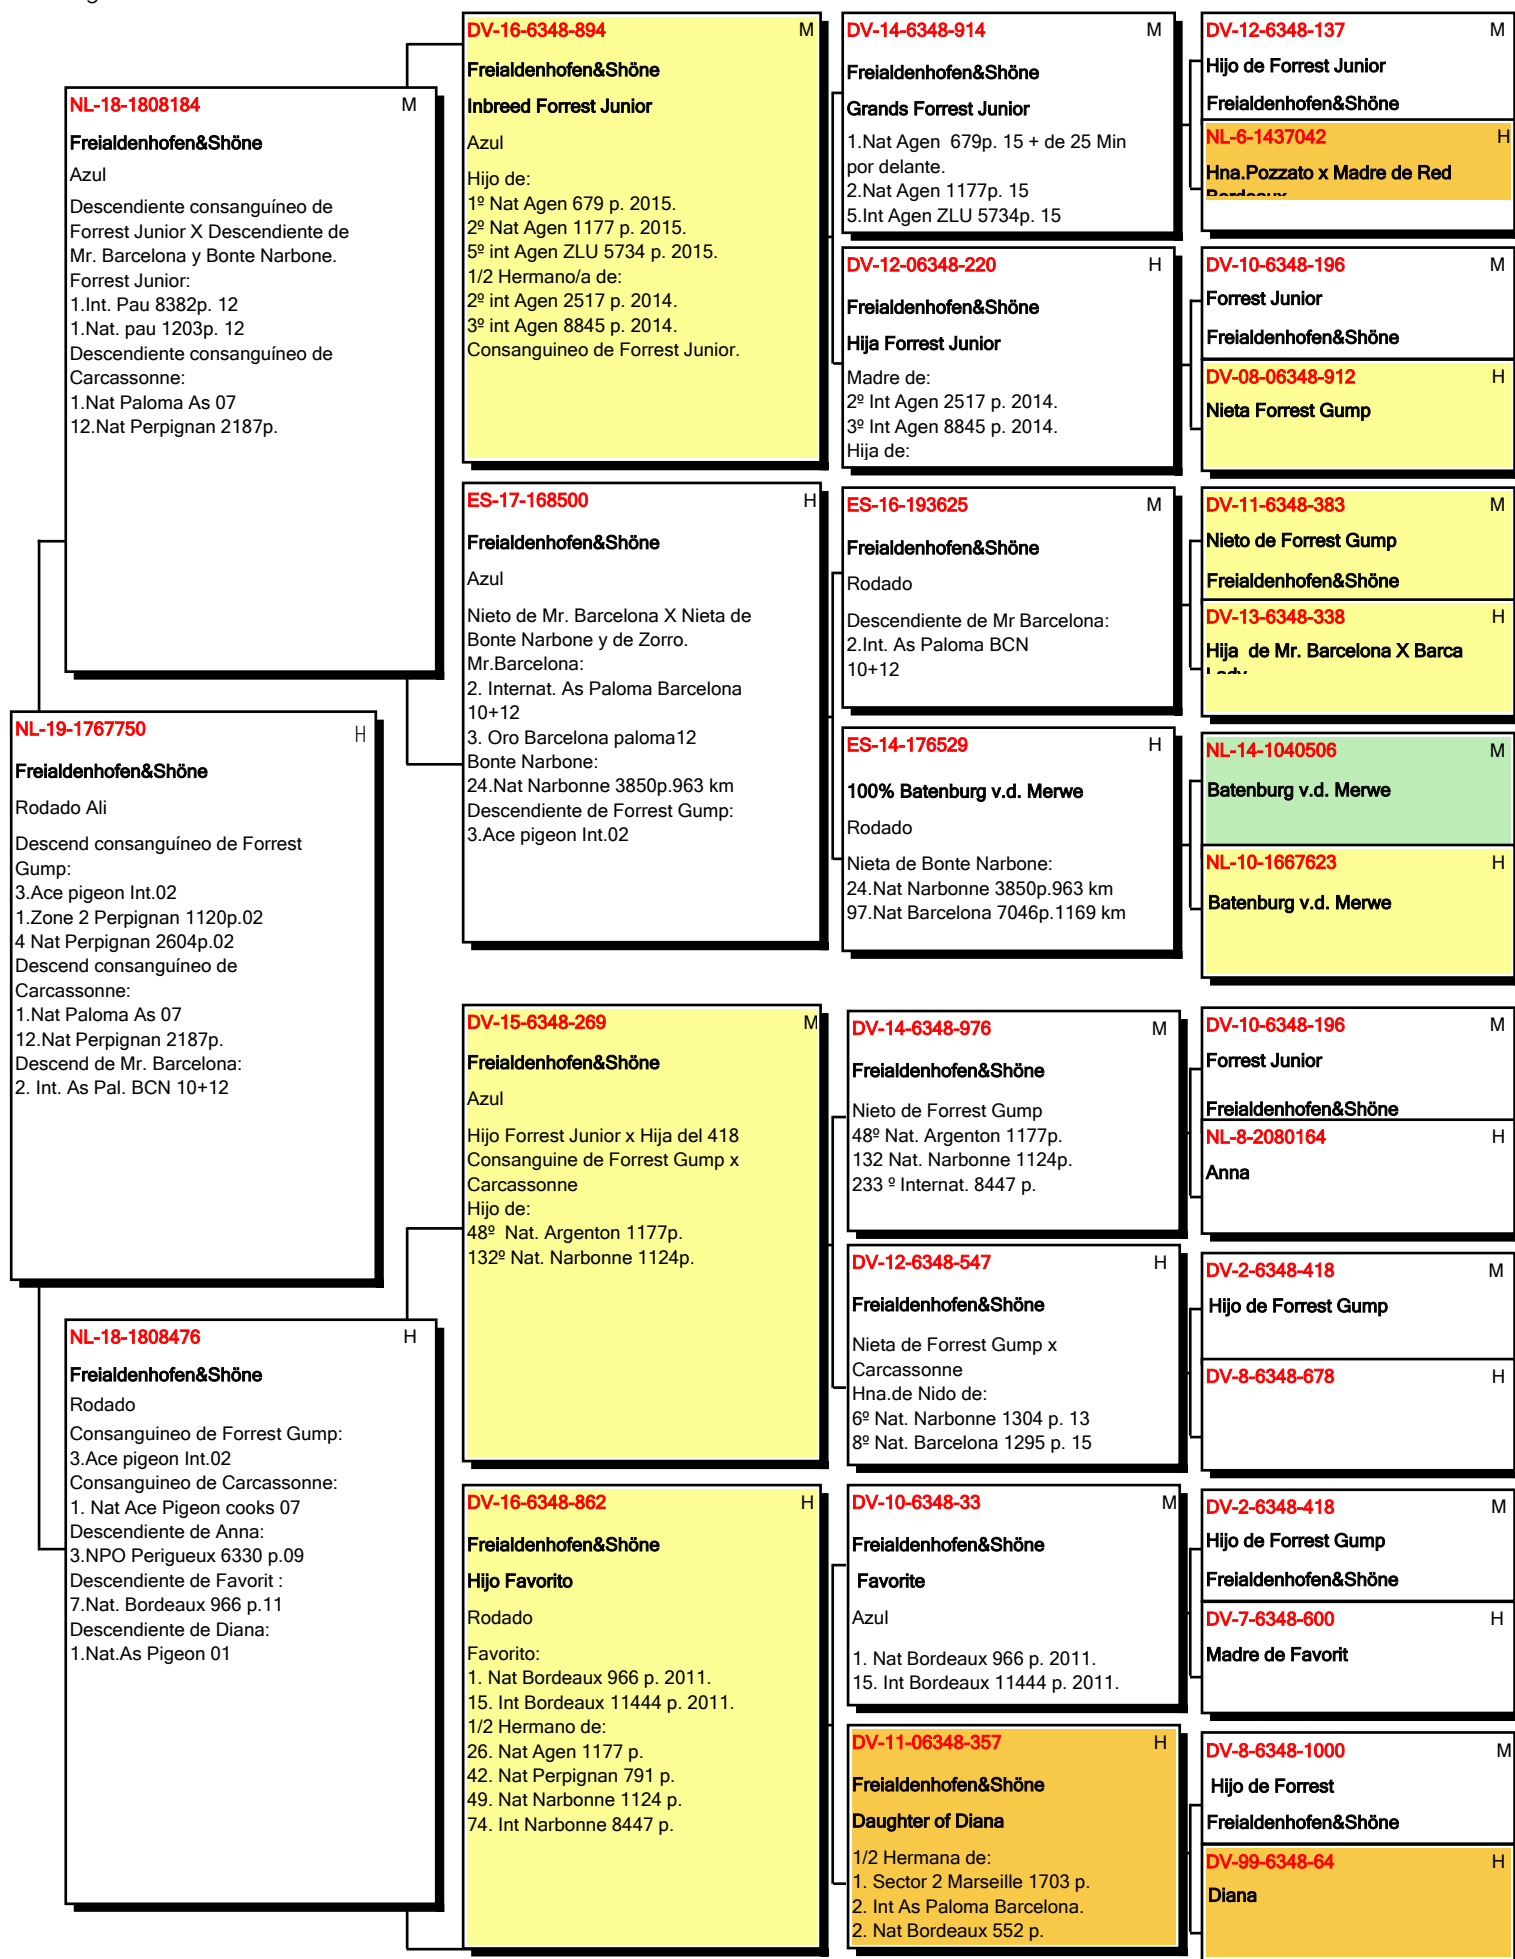 NL-19-1767750 H
Freialdenhofen&Shöne
Rodado Ali
Descend consanguíneo de Forrest
Gump:
3.Ace pigeon Int.02
1.Zone 2 Perpignan 1120p.02
4 Nat Perpignan 2604p.02
Descend consanguíneo de
Carcassonne:
1.Nat Paloma As 07
12.Nat Perpignan 2187p.
Descend de Mr. Barcelona:
2. Int. As Pal. BCN 10+12
NL-18-1808184 M
Freialdenhofen&Shöne
Azul
Descendiente consanguíneo de
Forrest Junior X Descendiente de
Mr. Barcelona y Bonte Narbone.
Forrest Junior:
1.Int. Pau 8382p. 12
1.Nat. pau 1203p. 12
Descendiente consanguíneo de
Carcassonne:
1.Nat Paloma As 07
12.Nat Perpignan 2187p.
NL-18-1808476 H
Freialdenhofen&Shöne
Rodado
Consanguineo de Forrest Gump:
3.Ace pigeon Int.02
Consanguineo de Carcassonne:
1. Nat Ace Pigeon cooks 07
Descendiente de Anna:
3.NPO Perigueux 6330 p.09
Descendiente de Favorit :
7.Nat. Bordeaux 966 p.11
Descendiente de Diana:
1.Nat.As Pigeon 01
DV-16-6348-894 M
Freialdenhofen&Shöne
Inbreed Forrest Junior
Azul
Hijo de:
1º Nat Agen 679 p. 2015.
2º Nat Agen 1177 p. 2015.
5º int Agen ZLU 5734 p. 2015.
1/2 Hermano/a de:
2º int Agen 2517 p. 2014.
3º int Agen 8845 p. 2014.
Consanguineo de Forrest Junior.
ES-17-168500 H
Freialdenhofen&Shöne
Azul
Nieto de Mr. Barcelona X Nieta de
Bonte Narbone y de Zorro.
Mr.Barcelona:
2. Internat. As Paloma Barcelona
10+12
3. Oro Barcelona paloma12
Bonte Narbone:
24.Nat Narbonne 3850p.963 km
Descendiente de Forrest Gump:
3.Ace pigeon Int.02
DV-15-6348-269 M
Freialdenhofen&Shöne
Azul
Hijo Forrest Junior x Hija del 418
Consanguine de Forrest Gump x
Carcassonne
Hijo de:
48º Nat. Argenton 1177p.
132º Nat. Narbonne 1124p.
DV-16-6348-862 H
Freialdenhofen&Shöne
Hijo Favorito
Rodado
Favorito:
1. Nat Bordeaux 966 p. 2011.
15. Int Bordeaux 11444 p. 2011.
1/2 Hermano de:
26. Nat Agen 1177 p.
42. Nat Perpignan 791 p.
49. Nat Narbonne 1124 p.
74. Int Narbonne 8447 p.
DV-14-6348-914 M
Freialdenhofen&Shöne
Grands Forrest Junior
1.Nat Agen 679p. 15 + de 25 Min
por delante.
2.Nat Agen 1177p. 15
5.Int Agen ZLU 5734p. 15
DV-12-06348-220 H
Freialdenhofen&Shöne
Hija Forrest Junior
Madre de:
2º Int Agen 2517 p. 2014.
3º Int Agen 8845 p. 2014.
Hija de:
ES-16-193625 M
Freialdenhofen&Shöne
Rodado
Descendiente de Mr Barcelona:
2.Int. As Paloma BCN
10+12
ES-14-176529 H
100% Batenburg v.d. Merwe
Rodado
Nieta de Bonte Narbone:
24.Nat Narbonne 3850p.963 km
97.Nat Barcelona 7046p.1169 km
DV-14-6348-976 M
Freialdenhofen&Shöne
Nieto de Forrest Gump
48º Nat. Argenton 1177p.
132 Nat. Narbonne 1124p.
233 º Internat. 8447 p.
DV-12-6348-547 H
Freialdenhofen&Shöne
Nieta de Forrest Gump x
Carcassonne
Hna.de Nido de:
6º Nat. Narbonne 1304 p. 13
8º Nat. Barcelona 1295 p. 15
DV-10-6348-33 M
Freialdenhofen&Shöne
Favorite
Azul
1. Nat Bordeaux 966 p. 2011.
15. Int Bordeaux 11444 p. 2011.
DV-11-06348-357 H
Freialdenhofen&Shöne
Daughter of Diana
1/2 Hermana de:
1. Sector 2 Marseille 1703 p.
2. Int As Paloma Barcelona.
2. Nat Bordeaux 552 p.
DV-12-6348-137 M
Hijo de Forrest Junior
Freialdenhofen&Shöne
NL-6-1437042 H
Hna.Pozzato x Madre de Red
Bordeaux
DV-10-6348-196 M
Forrest Junior
Freialdenhofen&Shöne
DV-08-06348-912 H
Nieta Forrest Gump
DV-11-6348-383 M
Nieto de Forrest Gump
Freialdenhofen&Shöne
DV-13-6348-338 H
Hija de Mr. Barcelona X Barca
Lady
NL-14-1040506 M
Batenburg v.d. Merwe
NL-10-1667623 H
Batenburg v.d. Merwe
DV-10-6348-196 M
Forrest Junior
Freialdenhofen&Shöne
NL-8-2080164 H
Anna
DV-2-6348-418 M
Hijo de Forrest Gump
DV-8-6348-678 H
DV-2-6348-418 M
Hijo de Forrest Gump
Freialdenhofen&Shöne
DV-7-6348-600 H
Madre de Favorit
DV-8-6348-1000 M
Hijo de Forrest
Freialdenhofen&Shöne
DV-99-6348-64 H
Diana